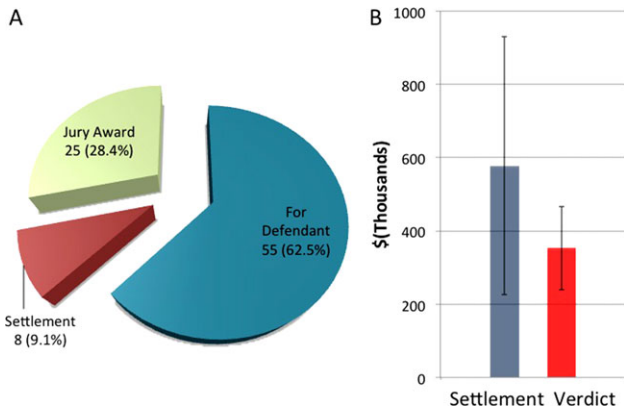 A
Jury Award
25 (28.4%)
For
Defendant
55 (62.5%)
Settlement
8 (9.1%)
B
$(Thousands)
1000
800
600
400
200
0
Settlement Verdict